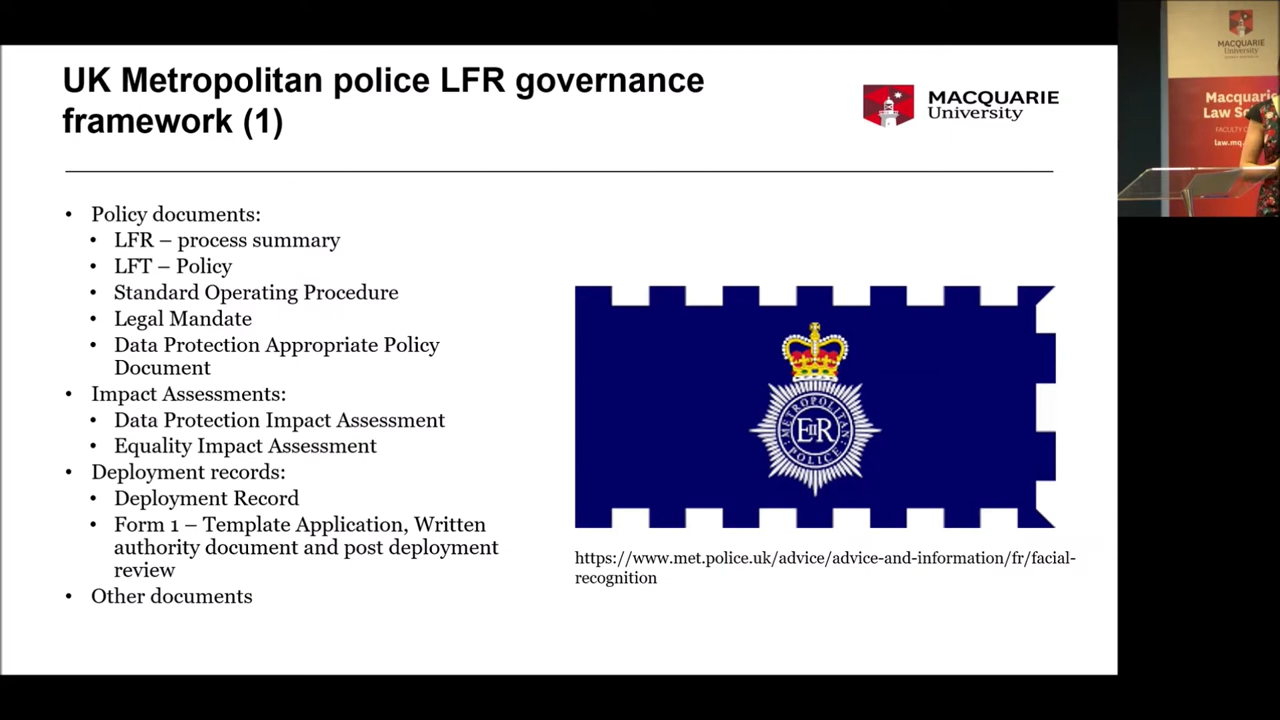 UK Metropolitan police LFR governance
framework (1)
MACQUARIE
University
• Policy documents:
• LFR – process summary
• LFT – Policy
• Standard Operating Procedure
• Legal Mandate
• Data Protection Appropriate Policy
Document
• Impact Assessments:
• Data Protection Impact Assessment
• Equality Impact Assessment
• Deployment records:
• Deployment Record
• Form 1 – Template Application, Written
authority document and post deployment
review
• Other documents
METROPOLITAN
EIIR
POLICE
https://www.met.police.uk/advice/advice-and-information/fr/facial-
recognition
MACQUARIE
University
Macquarie
Law
FACULTY
law.mq.